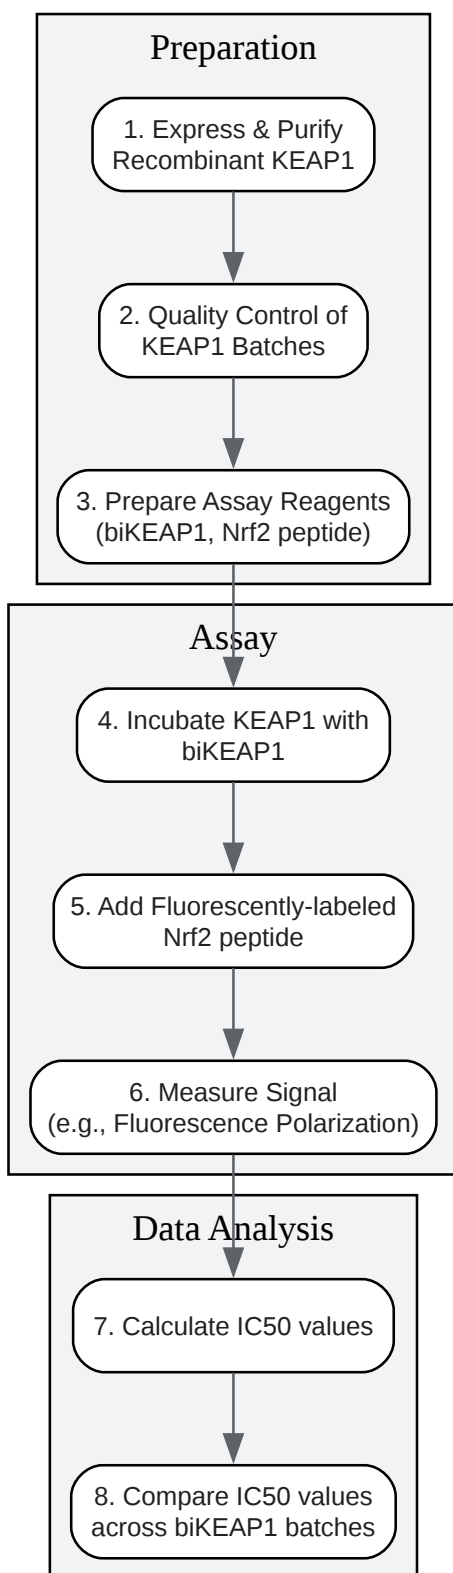 Preparation
1. Express & Purify
Recombinant KEAP1
2. Quality Control of
KEAP1 Batches
3. Prepare Assay Reagents
(biKEAP1, Nrf2 peptide)
Assay
4. Incubate KEAP1 with
biKEAP1
5. Add Fluorescently-labeled
Nrf2 peptide
6. Measure Signal
(e.g., Fluorescence Polarization)
Data Analysis
7. Calculate IC50 values
8. Compare IC50 values
across biKEAP1 batches